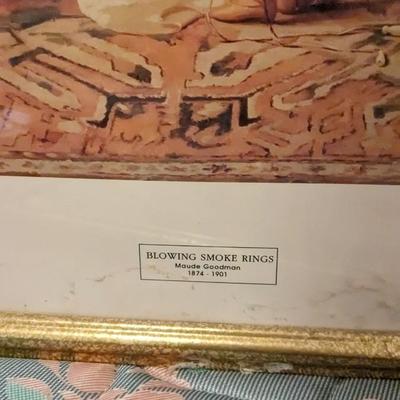 BLOWING SMOKE RINGS
Maude Goodman
1874 - 1901